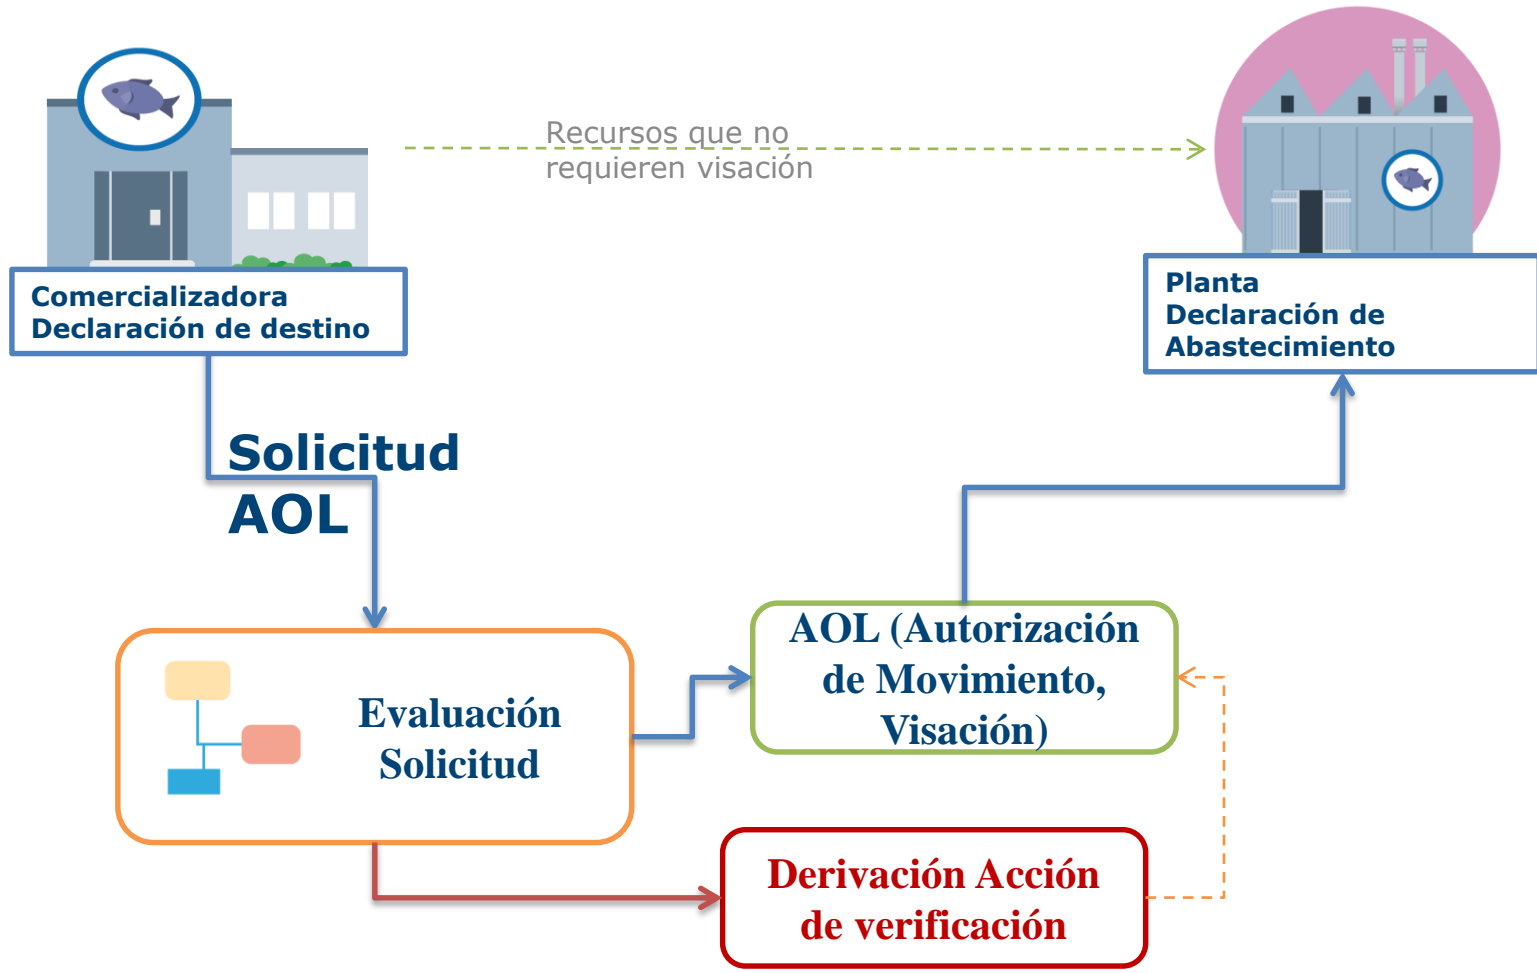 Recursos que no
requieren visación
Comercializadora
Declaración de destino
Planta
Declaración de
Abastecimiento
Solicitud
AOL
Evaluación
Solicitud
AOL (Autorización
de Movimiento,
Visación)
Derivación Acción
de verificación